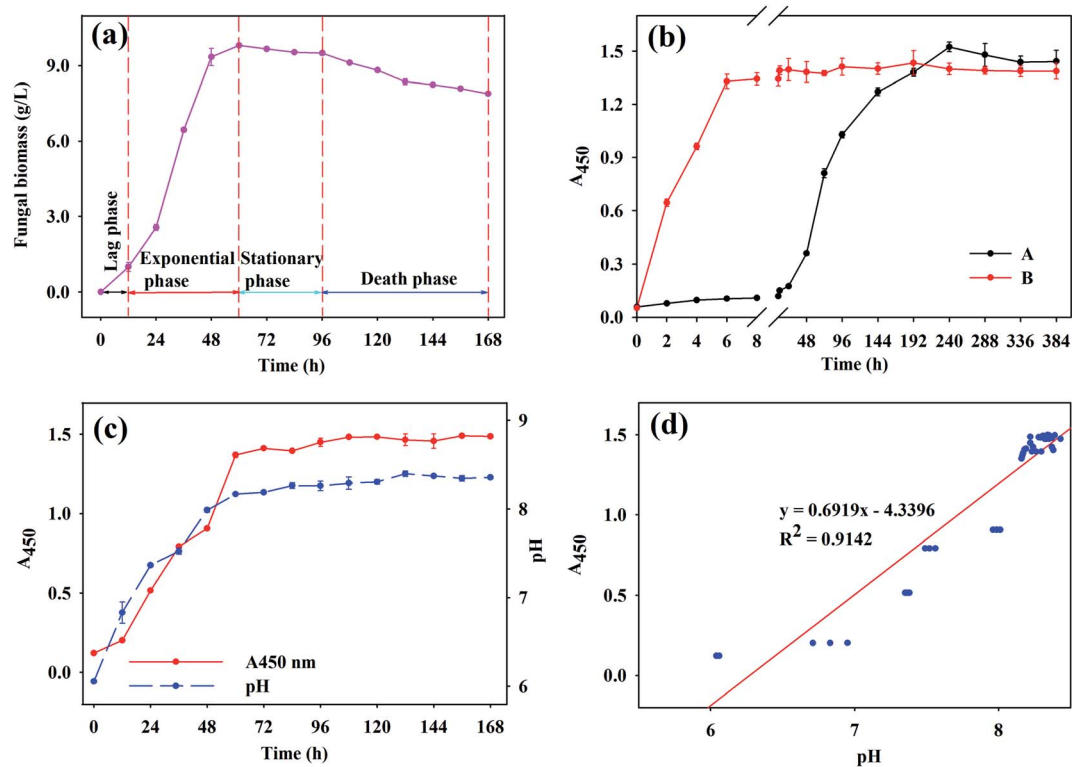 (a)
Fungal biomass (g/L)
9.0
6.0
3.0
0.0
Lag phase
Exponential phase
Stationary phase
Death phase
0 24 48 72 96 120 144 168
Time (h)
(b)
A450
1.5
1.2
0.9
0.6
0.3
0.0
A
B
0 2 4 6 8 48 96 144 192 240 288 336 384
Time (h)
(c)
A450
1.5
1.0
0.5
0.0
9
8
7
6
pH
A450 nm
pH
0 24 48 72 96 120 144 168
Time (h)
(d)
A450
1.5
1.0
0.5
0.0
y = 0.6919x - 4.3396
R2 = 0.9142
6 7 8
pH